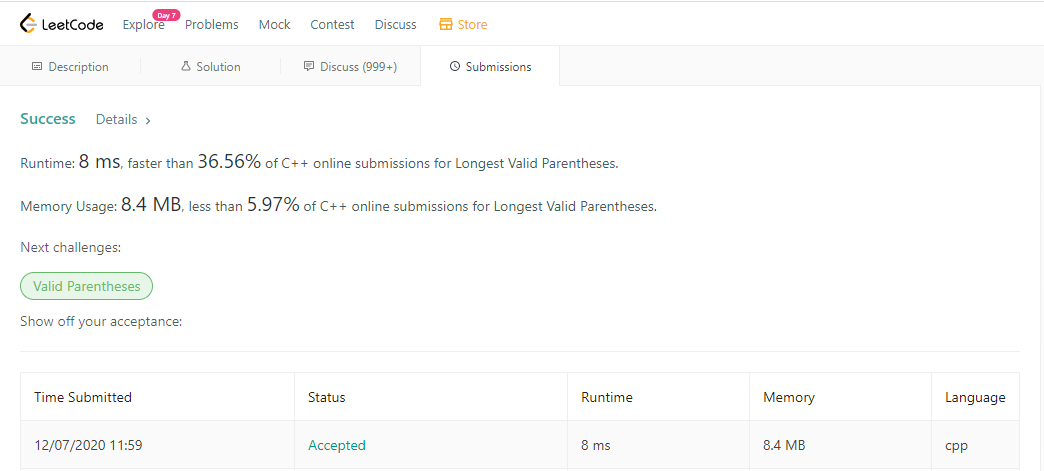 LeetCode Explore Day 7 Problems Mock Contest Discuss Store
Description Solution Discuss (999+) Submissions
Success Details >
Runtime: 8 ms, faster than 36.56% of C++ online submissions for Longest Valid Parentheses.
Memory Usage: 8.4 MB, less than 5.97% of C++ online submissions for Longest Valid Parentheses.
Next challenges:
Valid Parentheses
Show off your acceptance:
Time Submitted Status Runtime Memory Language
12/07/2020 11:59 Accepted 8 ms 8.4 MB cpp